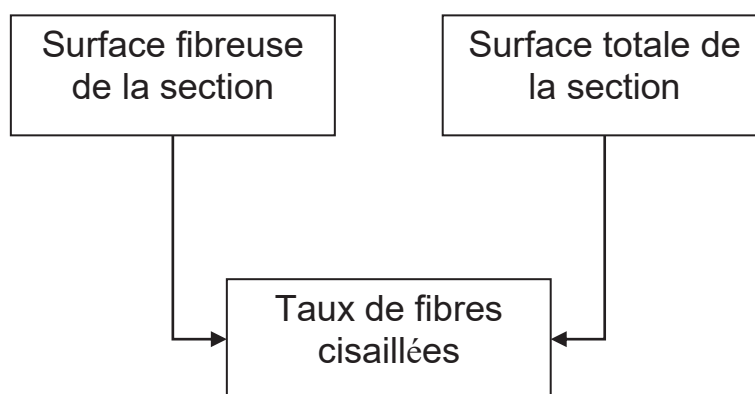 Surface fibreuse
de la section
Surface totale de
la section
Taux de fibres
cisaillées